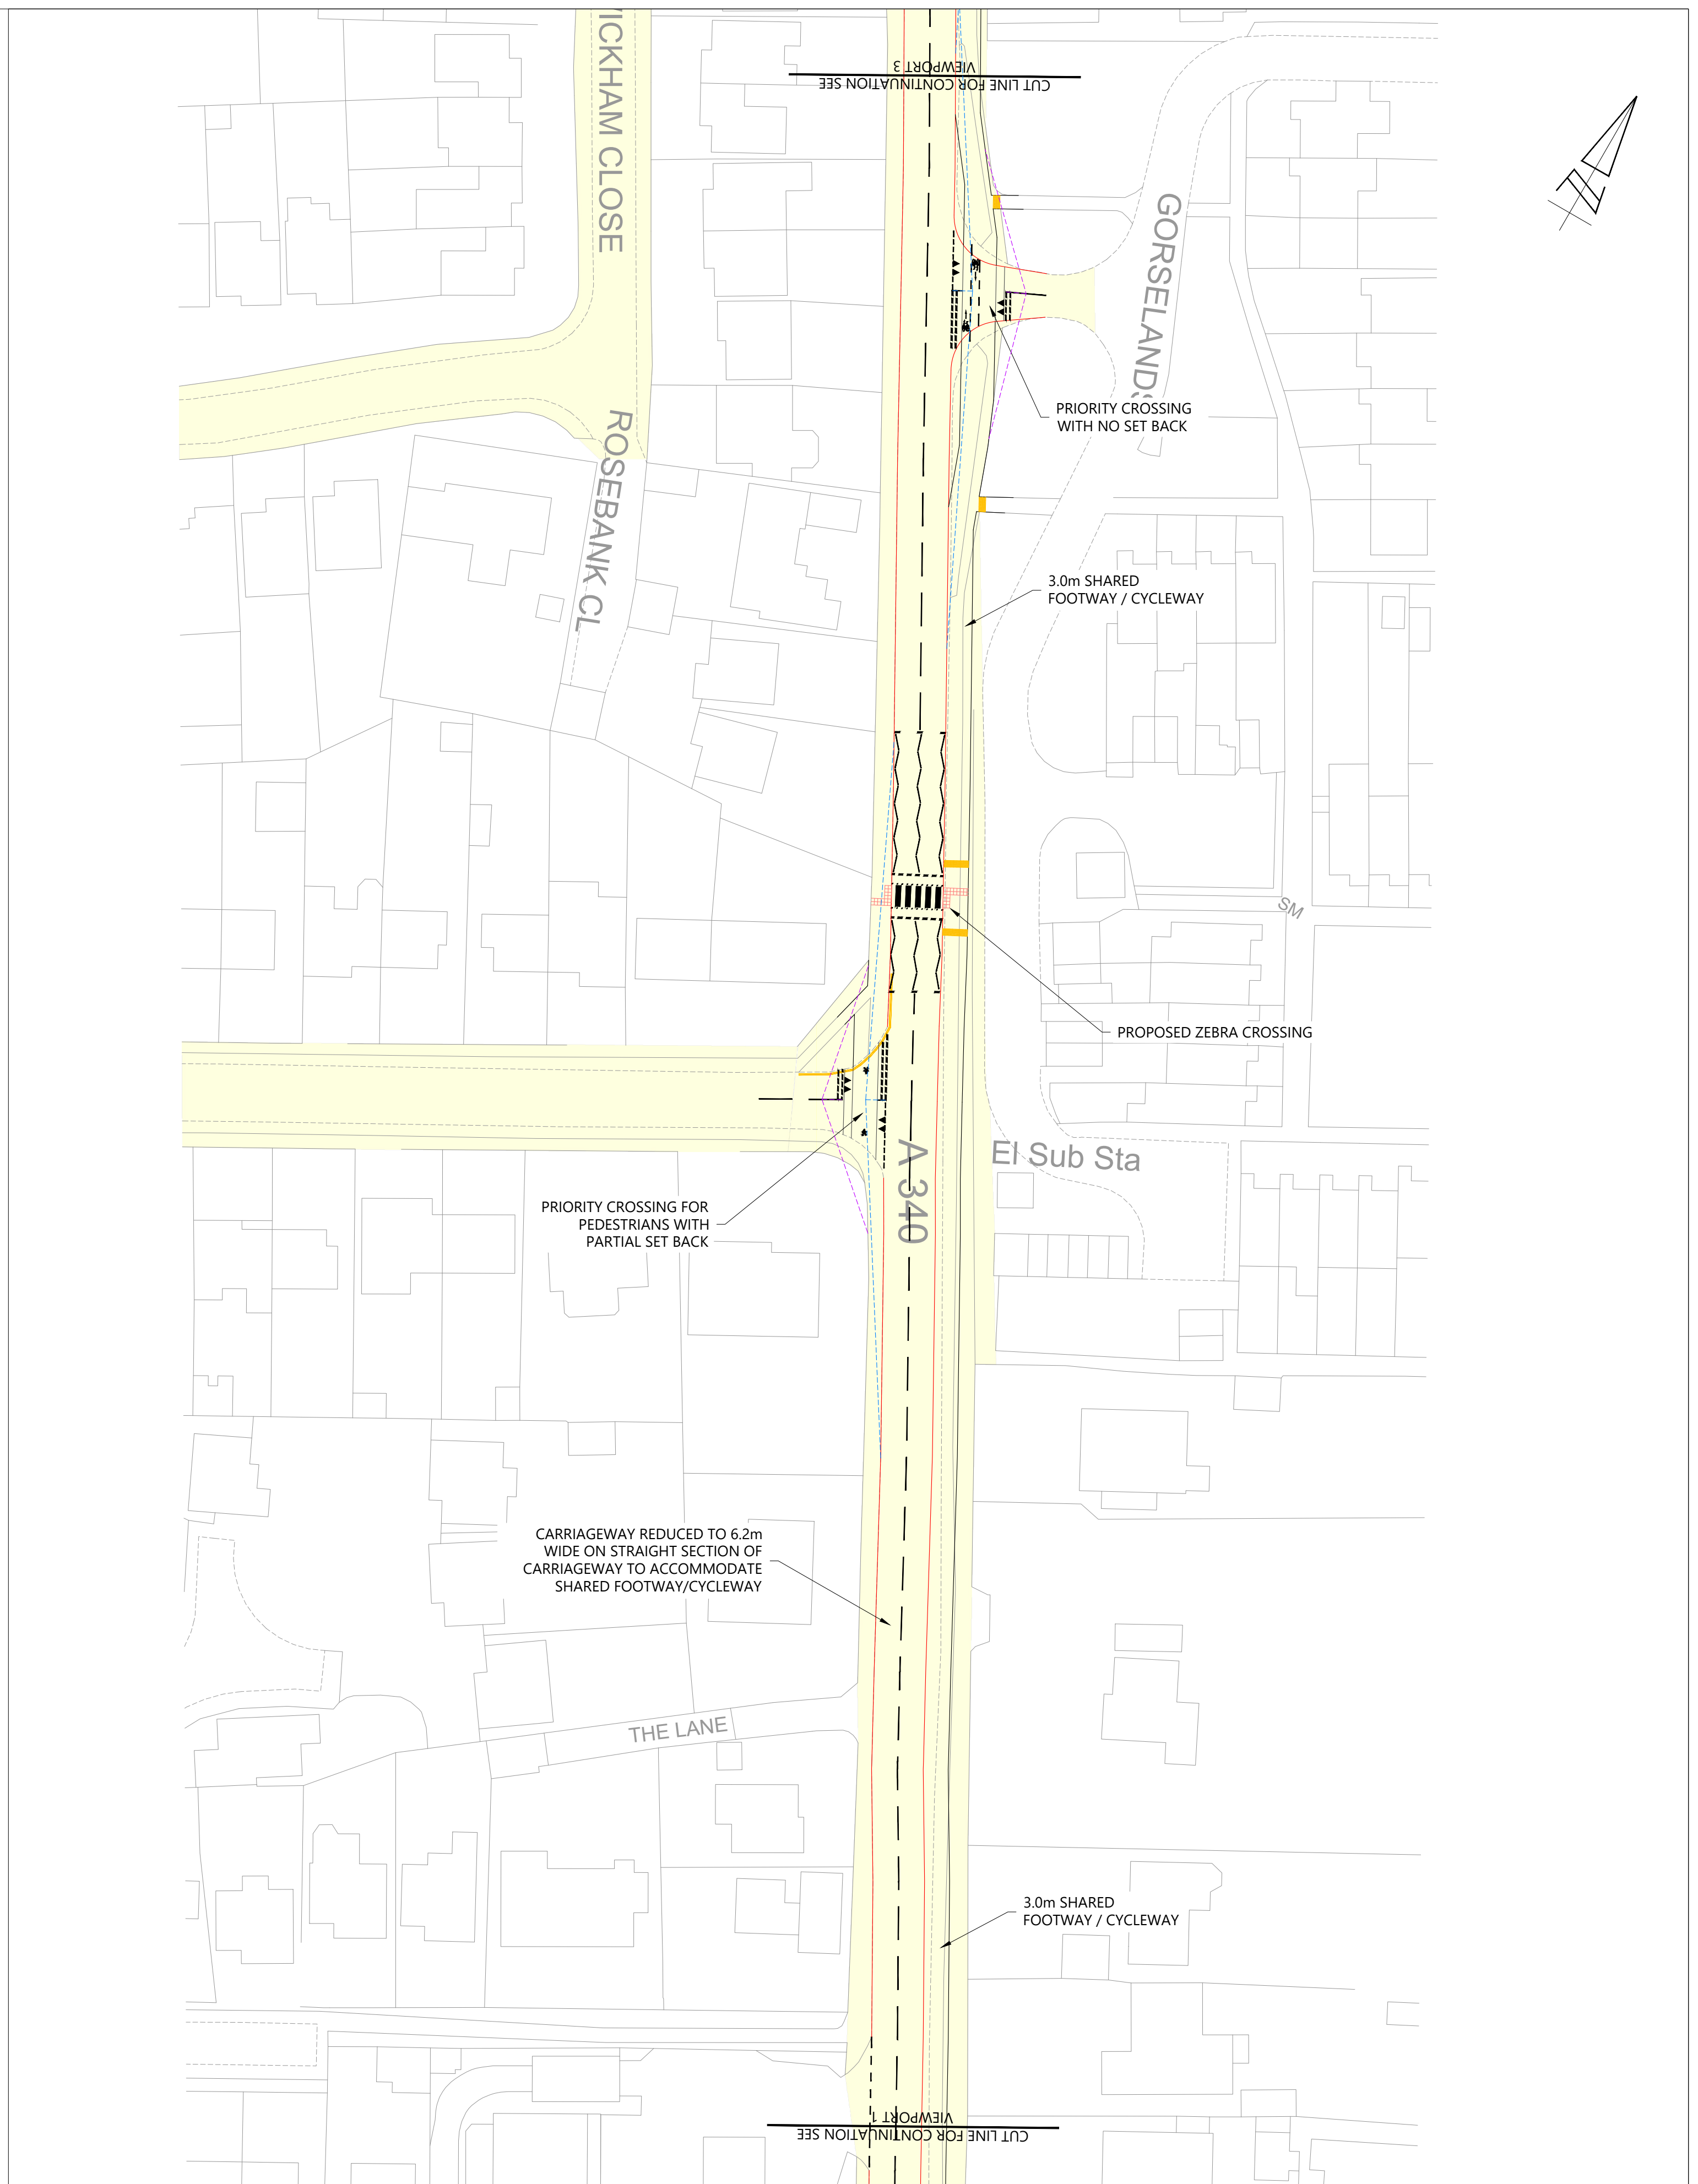 CUT LINE FOR CONTINUATION SEE
VIEWPORT 3
ICKHAM CLOSE
N
GORSELANDS
PRIORITY CROSSING
WITH NO SET BACK
ROSEBANK CL
3.0m SHARED
FOOTWAY / CYCLEWAY
SM
PROPOSED ZEBRA CROSSING
A 340
El Sub Sta
PRIORITY CROSSING FOR
PEDESTRIANS WITH
PARTIAL SET BACK
CARRIAGEWAY REDUCED TO 6.2m
WIDE ON STRAIGHT SECTION OF
CARRIAGEWAY TO ACCOMMODATE
SHARED FOOTWAY/CYCLEWAY
THE LANE
3.0m SHARED
FOOTWAY / CYCLEWAY
CUT LINE FOR CONTINUATION SEE
VIEWPORT 1